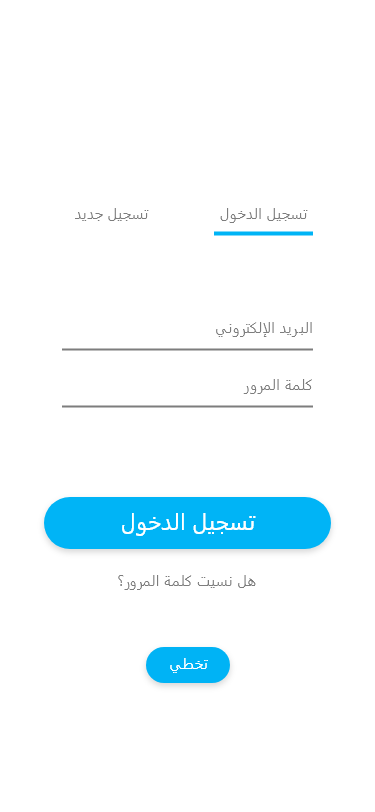 تسجيل الدخول
تسجيل جديد
البريد الإلكتروني
كلمة المرور
تسجيل الدخول
هل نسيت كلمة المرور؟
تخطي